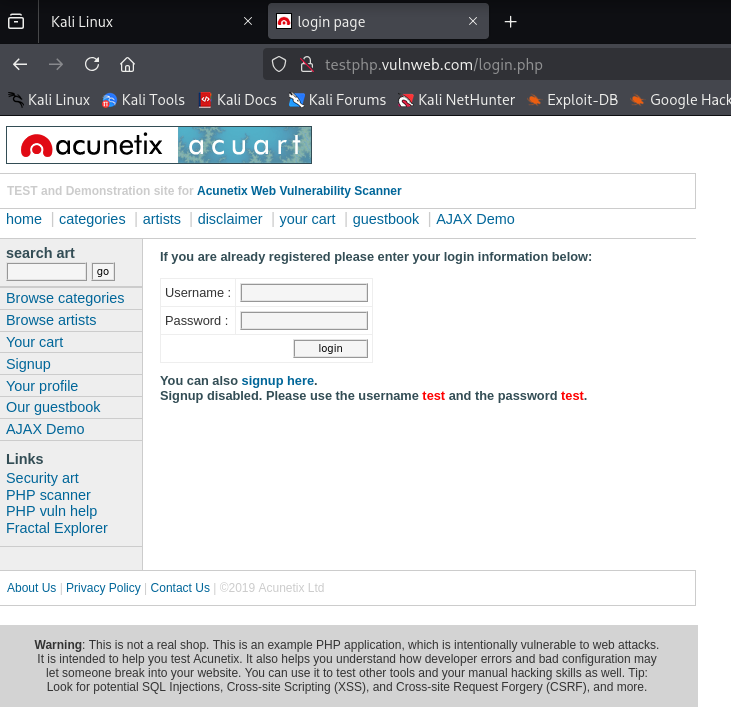 Kali Linux
login page
testphp.vulnweb.com/login.php
Kali Linux Kali Tools Kali Docs Kali Forums Kali NetHunter Exploit-DB Google Hack
acunetix acuart
TEST and Demonstration site for Acunetix Web Vulnerability Scanner
home | categories | artists | disclaimer | your cart | guestbook | AJAX Demo
search art
go
Browse categories
Browse artists
Your cart
Signup
Your profile
Our guestbook
AJAX Demo
Links
Security art
PHP scanner
PHP vuln help
Fractal Explorer
If you are already registered please enter your login information below:
Username :
Password :
login
You can also signup here.
Signup disabled. Please use the username test and the password test.
About Us | Privacy Policy | Contact Us | ©2019 Acunetix Ltd
Warning: This is not a real shop. This is an example PHP application, which is intentionally vulnerable to web attacks.
It is intended to help you test Acunetix. It also helps you understand how developer errors and bad configuration may
let someone break into your website. You can use it to test other tools and your manual hacking skills as well. Tip:
Look for potential SQL Injections, Cross-site Scripting (XSS), and Cross-site Request Forgery (CSRF), and more.